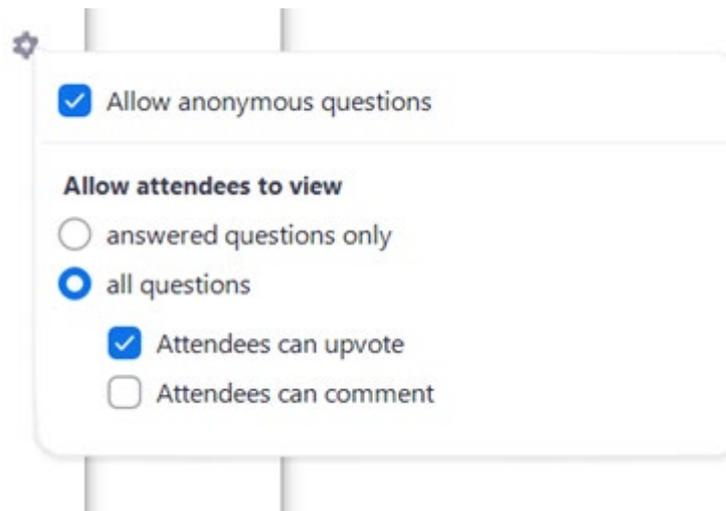 Allow anonymous questions
Allow attendees to view
answered questions only
all questions
Attendees can upvote
Attendees can comment